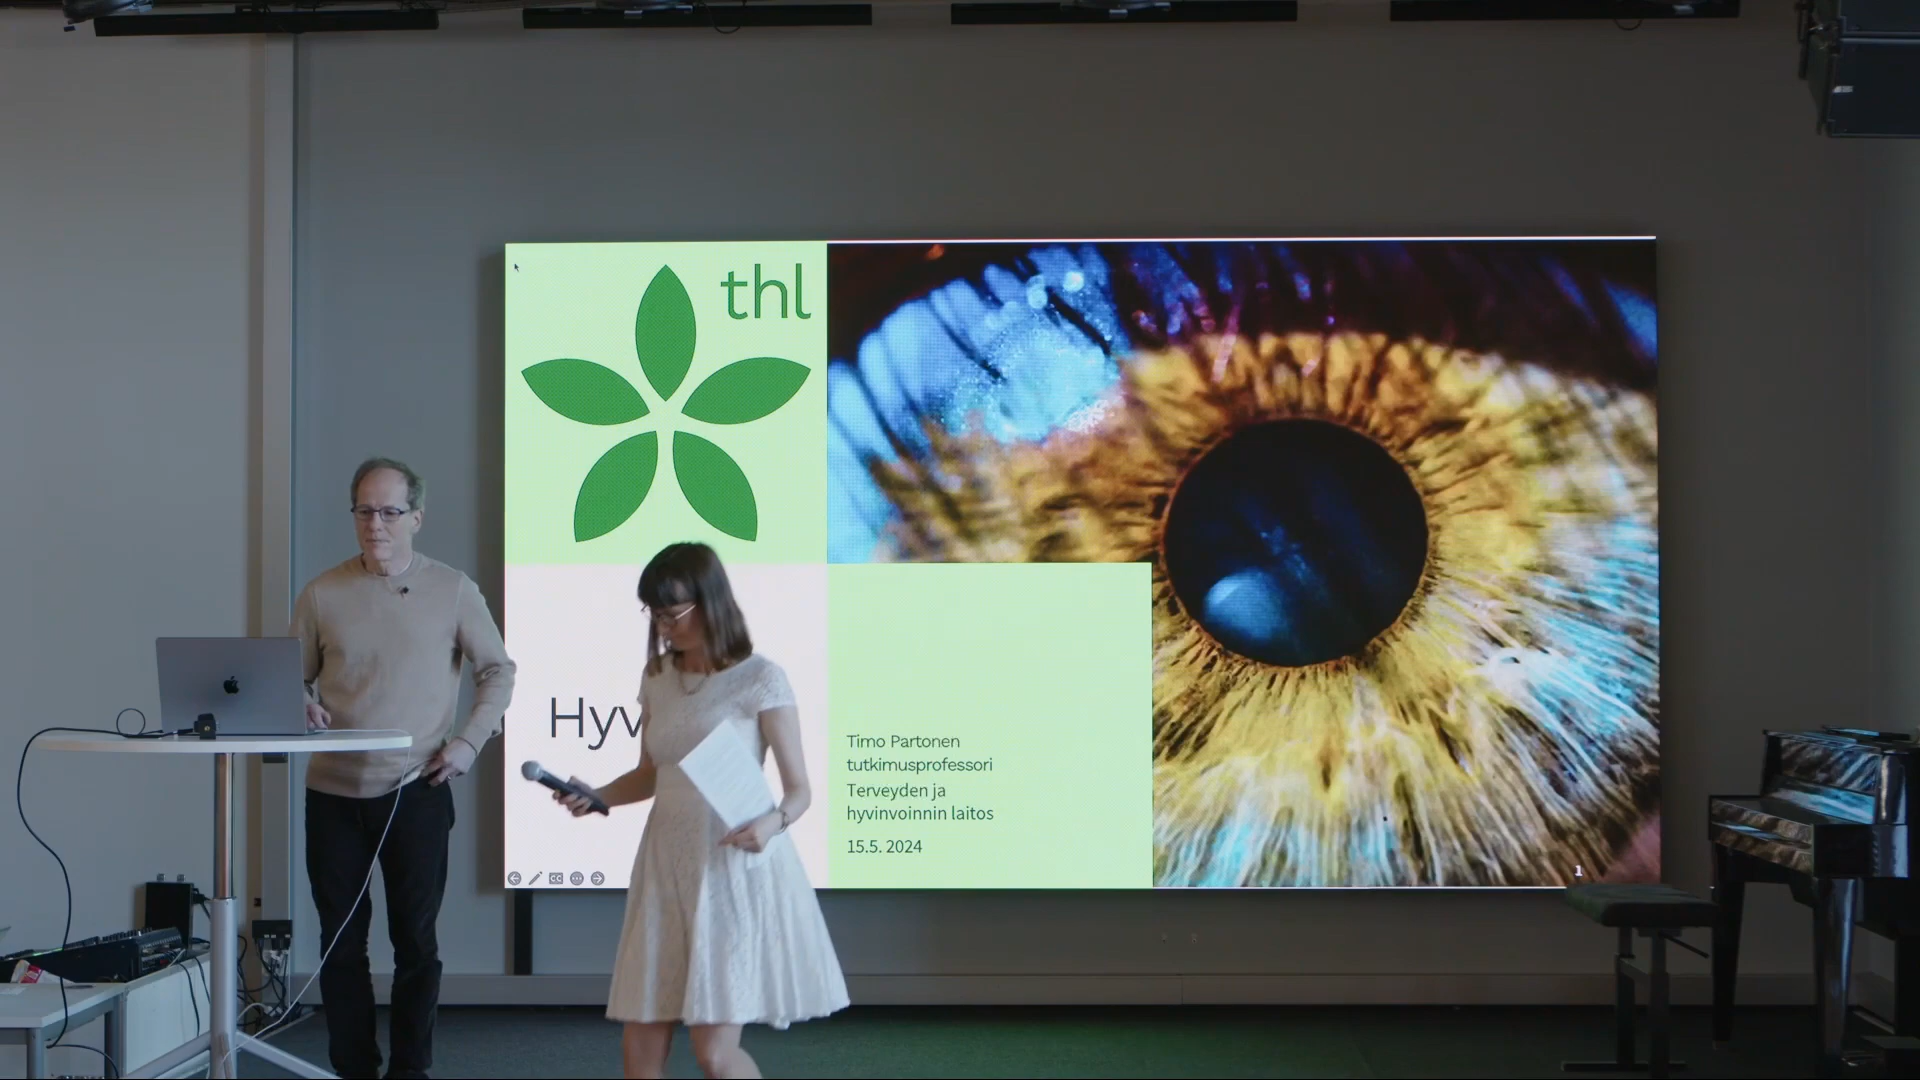 thl
Hyv
Timo Partonen
tutkimusprofessori
Terveyden ja
hyvinvoinnin laitos
15.5. 2024
1